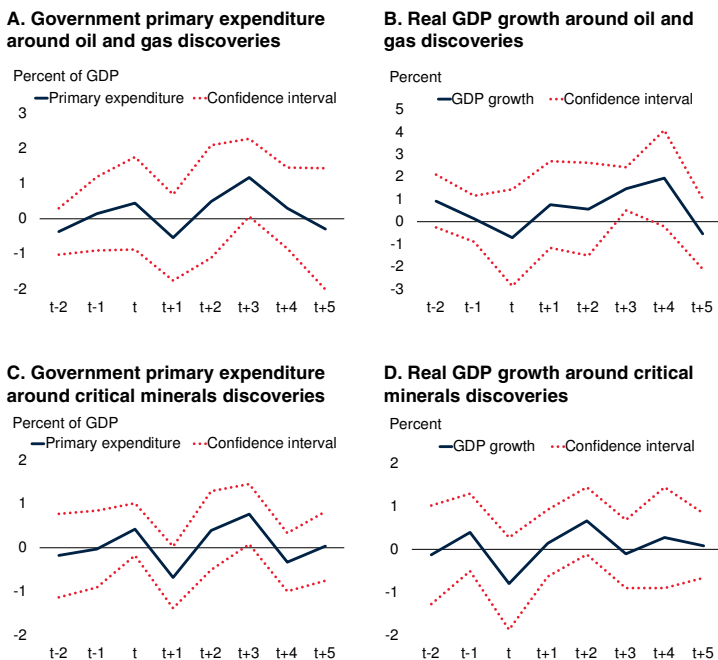 A. Government primary expenditure
around oil and gas discoveries
Percent of GDP
Primary expenditure
Confidence interval
3
2
1
0
-1
-2
t-2 t-1 t t+1 t+2 t+3 t+4 t+5
B. Real GDP growth around oil and
gas discoveries
Percent
GDP growth
Confidence interval
5
4
3
2
1
0
-1
-2
-3
t-2 t-1 t t+1 t+2 t+3 t+4 t+5
C. Government primary expenditure
around critical minerals discoveries
Percent of GDP
Primary expenditure
Confidence interval
2
1
0
-1
-2
t-2 t-1 t t+1 t+2 t+3 t+4 t+5
D. Real GDP growth around critical
minerals discoveries
Percent
GDP growth
Confidence interval
2
1
0
-1
-2
t-2 t-1 t t+1 t+2 t+3 t+4 t+5